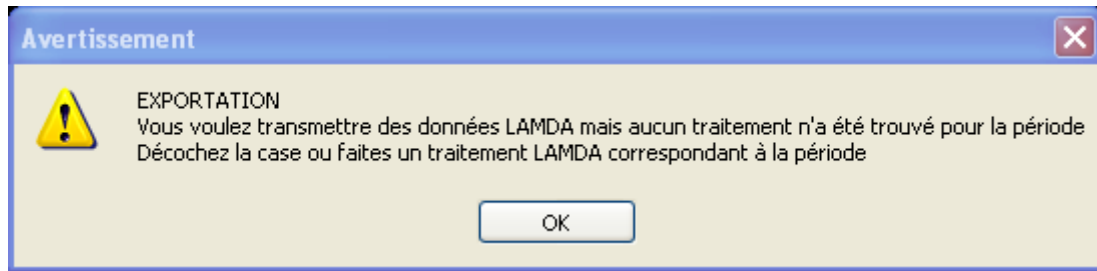 Avertissement
EXPORTATION
Vous voulez transmettre des données LAMDA mais aucun traitement n'a été trouvé pour la période
Décochez la case ou faites un traitement LAMDA correspondant à la période
OK